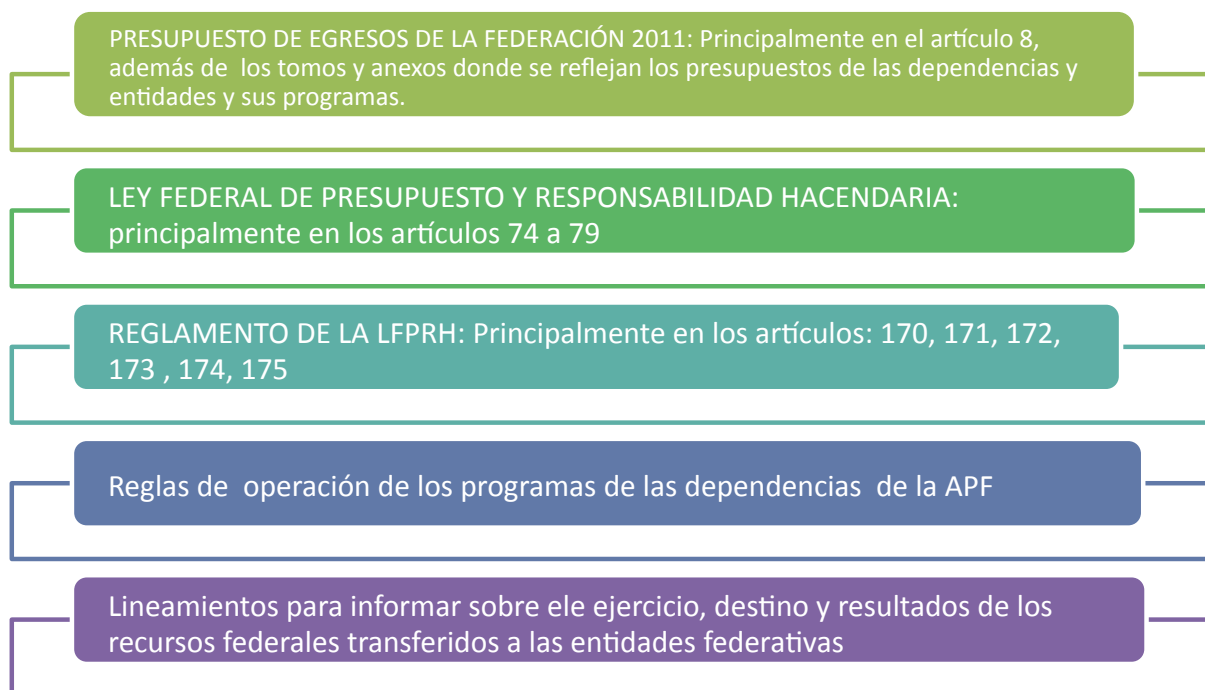 PRESUPUESTO DE EGRESOS DE LA FEDERACIÓN 2011: Principalmente en el artículo 8,
además de  los tomos y anexos donde se reflejan los presupuestos de las dependencias y
entidades y sus programas.
LEY FEDERAL DE PRESUPUESTO Y RESPONSABILIDAD HACENDARIA:
principalmente en los artículos 74 a 79
REGLAMENTO DE LA LFPRH: Principalmente en los artículos: 170, 171, 172,
173 , 174, 175
Reglas de  operación de los programas de las dependencias  de la APF
Lineamientos para informar sobre ele ejercicio, destino y resultados de los
recursos federales transferidos a las entidades federativas